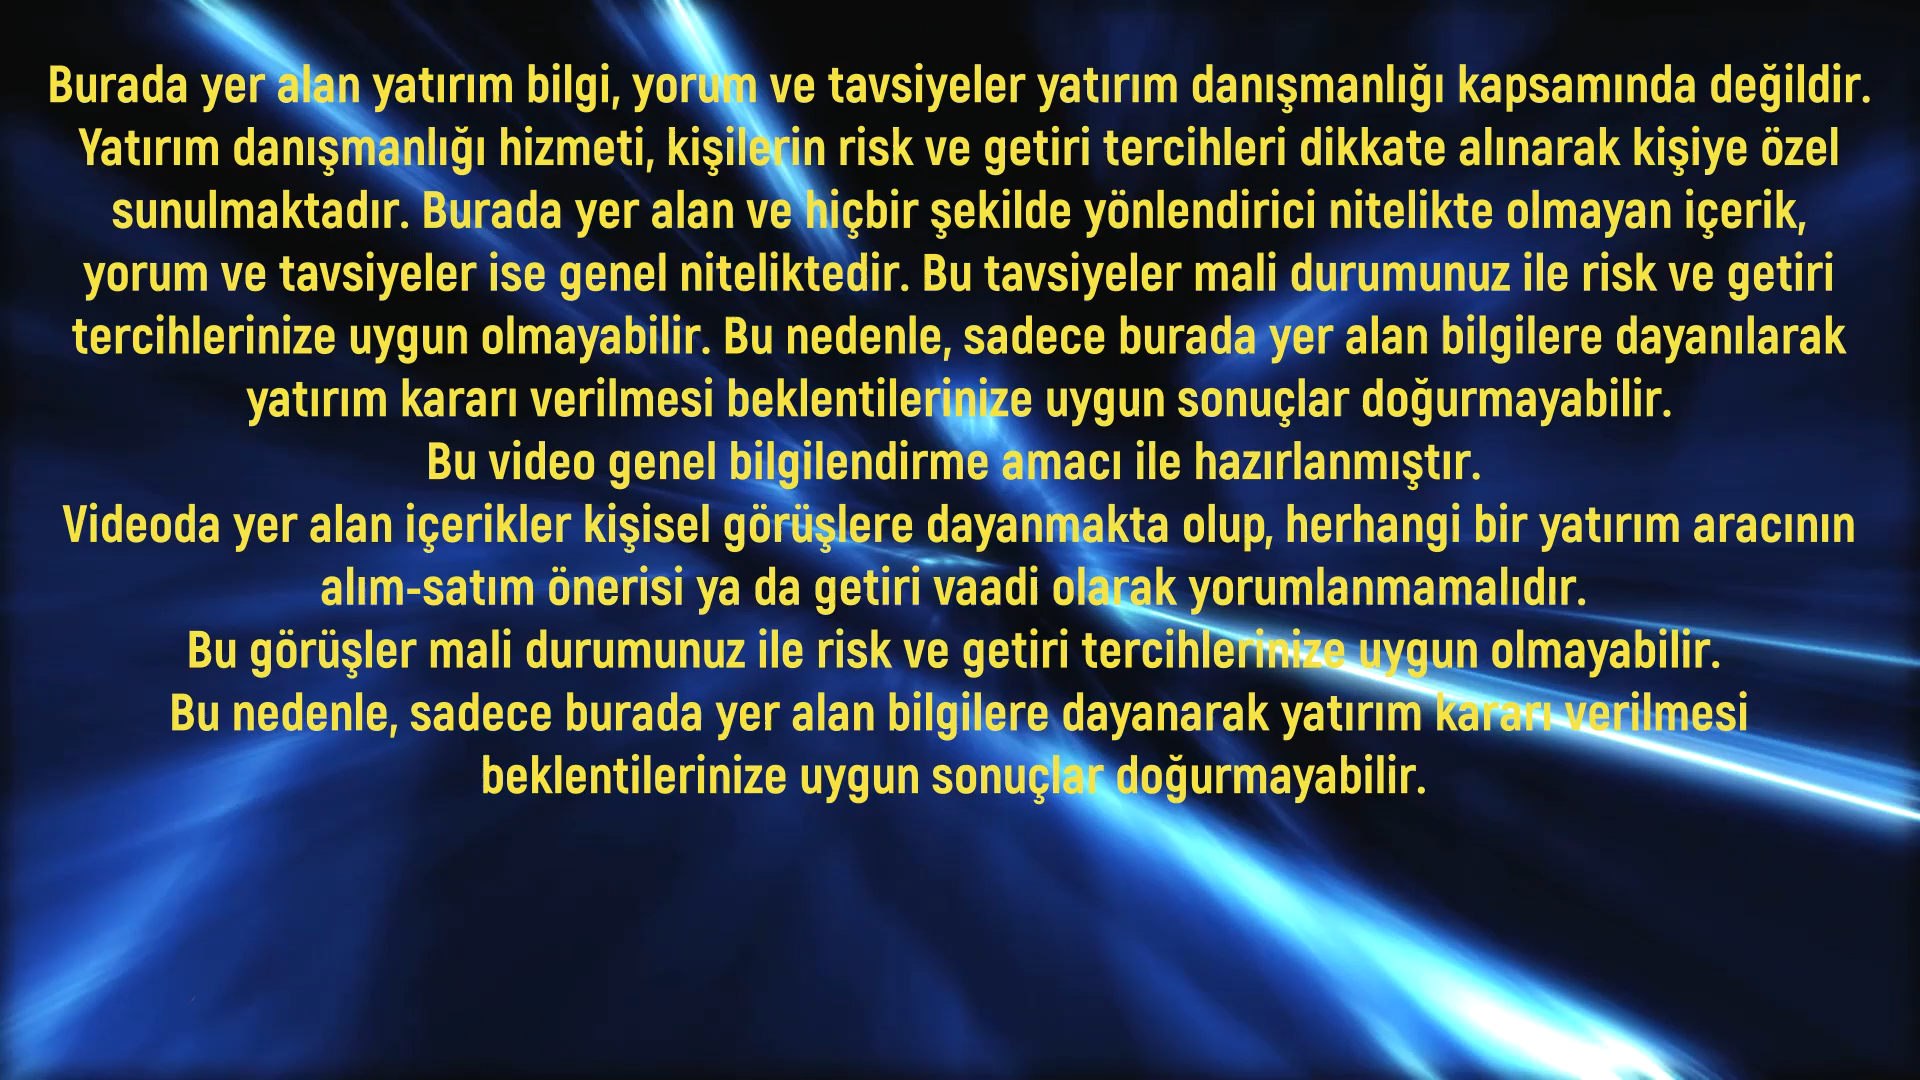 Burada yer alan yatırım bilgi, yorum ve tavsiyeler yatırım danışmanlığı kapsamında değildir.
Yatırım danışmanlığı hizmeti, kişilerin risk ve getiri tercihleri dikkate alınarak kişiye özel
sunulmaktadır. Burada yer alan ve hiçbir şekilde yönlendirici nitelikte olmayan içerik,
yorum ve tavsiyeler ise genel niteliktedir. Bu tavsiyeler mali durumunuz ile risk ve getiri
tercihlerinize uygun olmayabilir. Bu nedenle, sadece burada yer alan bilgilere dayanılarak
yatırım kararı verilmesi beklentilerinize uygun sonuçlar doğurmayabilir.
Bu video genel bilgilendirme amacı ile hazırlanmıştır.
Videoda yer alan içerikler kişisel görüşlere dayanmakta olup, herhangi bir yatırım aracının
alım-satım önerisi ya da getiri vaadi olarak yorumlanmamalıdır.
Bu görüşler mali durumunuz ile risk ve getiri tercihlerinize uygun olmayabilir.
Bu nedenle, sadece burada yer alan bilgilere dayanarak yatırım kararı verilmesi
beklentilerinize uygun sonuçlar doğurmayabilir.